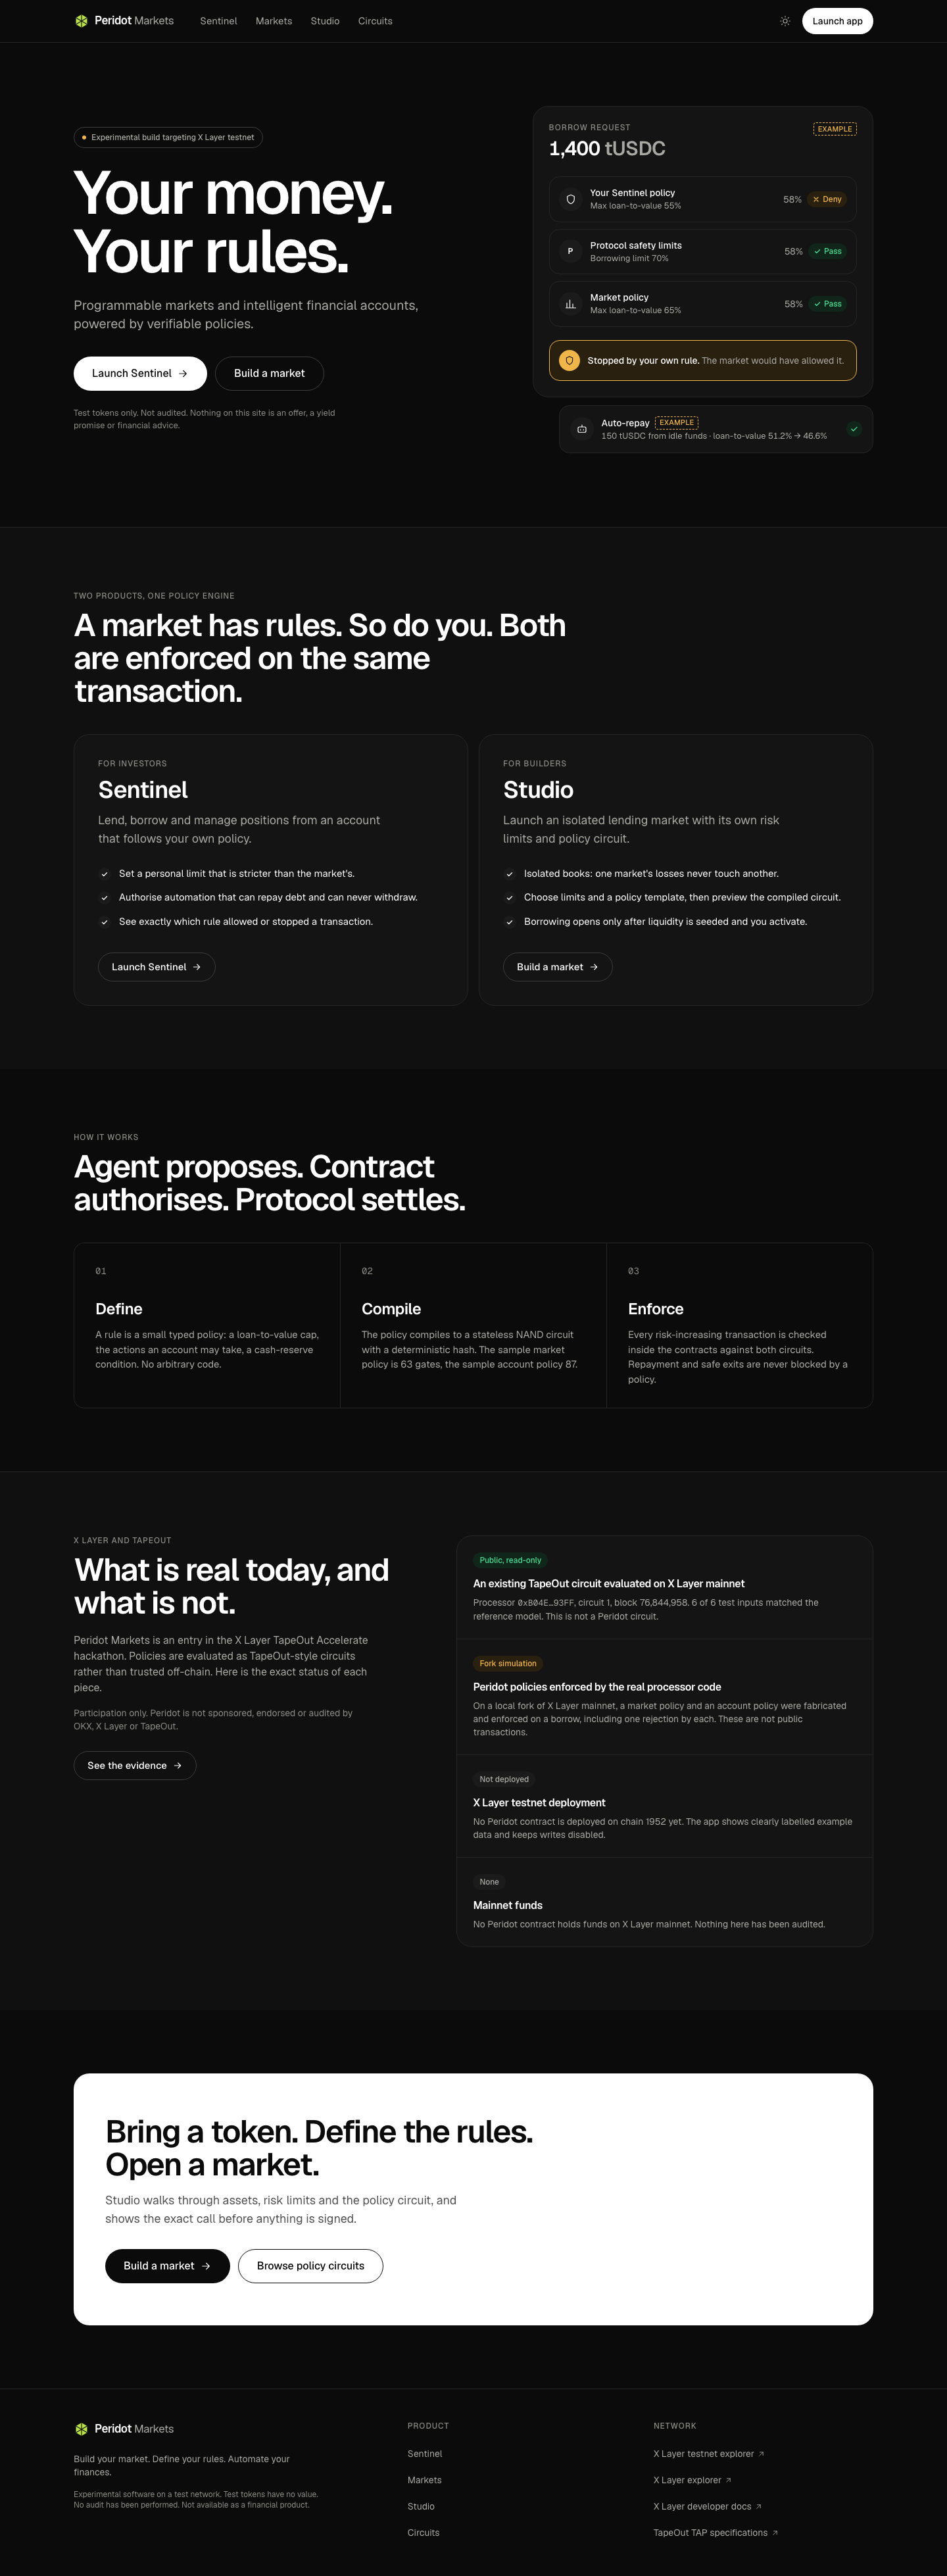 Peridot Markets
Sentinel
Markets
Studio
Circuits
Launch app
Experimental build targeting X Layer testnet
Your money.
Your rules.
Programmable markets and intelligent financial accounts,
powered by verifiable policies.
Launch Sentinel →
Build a market
Test tokens only. Not audited. Nothing on this site is an offer, a yield
promise or financial advice.
BORROW REQUEST
EXAMPLE
1,400 tUSDC
Your Sentinel policy
Max loan-to-value 55%
58%
Deny
P
Protocol safety limits
Borrowing limit 70%
58%
Pass
Market policy
Max loan-to-value 65%
58%
Pass
Stopped by your own rule. The market would have allowed it.
Auto-repay EXAMPLE
150 tUSDC from idle funds · loan-to-value 51.2% → 46.6%
TWO PRODUCTS, ONE POLICY ENGINE
A market has rules. So do you. Both
are enforced on the same
transaction.
FOR INVESTORS
Sentinel
Lend, borrow and manage positions from an account
that follows your own policy.
Set a personal limit that is stricter than the market's.
Authorise automation that can repay debt and can never withdraw.
See exactly which rule allowed or stopped a transaction.
Launch Sentinel →
FOR BUILDERS
Studio
Launch an isolated lending market with its own risk
limits and policy circuit.
Isolated books: one market's losses never touch another.
Choose limits and a policy template, then preview the compiled circuit.
Borrowing opens only after liquidity is seeded and you activate.
Build a market →
HOW IT WORKS
Agent proposes. Contract
authorises. Protocol settles.
01
Define
A rule is a small typed policy: a loan-to-value cap,
the actions an account may take, a cash-reserve
condition. No arbitrary code.
02
Compile
The policy compiles to a stateless NAND circuit
with a deterministic hash. The sample market
policy is 63 gates, the sample account policy 87.
03
Enforce
Every risk-increasing transaction is checked
inside the contracts against both circuits.
Repayment and safe exits are never blocked by a
policy.
X LAYER AND TAPEOUT
What is real today, and
what is not.
Peridot Markets is an entry in the X Layer TapeOut Accelerate
hackathon. Policies are evaluated as TapeOut-style circuits
rather than trusted off-chain. Here is the exact status of each
piece.
Participation only. Peridot is not sponsored, endorsed or audited by
OKX, X Layer or TapeOut.
See the evidence →
Public, read-only
An existing TapeOut circuit evaluated on X Layer mainnet
Processor 0xB04E…93FF, circuit 1, block 76,844,958. 6 of 6 test inputs matched the
reference model. This is not a Peridot circuit.
Fork simulation
Peridot policies enforced by the real processor code
On a local fork of X Layer mainnet, a market policy and an account policy were fabricated
and enforced on a borrow, including one rejection by each. These are not public
transactions.
Not deployed
X Layer testnet deployment
No Peridot contract is deployed on chain 1952 yet. The app shows clearly labelled example
data and keeps writes disabled.
None
Mainnet funds
No Peridot contract holds funds on X Layer mainnet. Nothing here has been audited.
Bring a token. Define the rules.
Open a market.
Studio walks through assets, risk limits and the policy circuit, and
shows the exact call before anything is signed.
Build a market →
Browse policy circuits
Peridot Markets
Build your market. Define your rules. Automate your
finances.
Experimental software on a test network. Test tokens have no value.
No audit has been performed. Not available as a financial product.
PRODUCT
Sentinel
Markets
Studio
Circuits
NETWORK
X Layer testnet explorer ↗
X Layer explorer ↗
X Layer developer docs ↗
TapeOut TAP specifications ↗